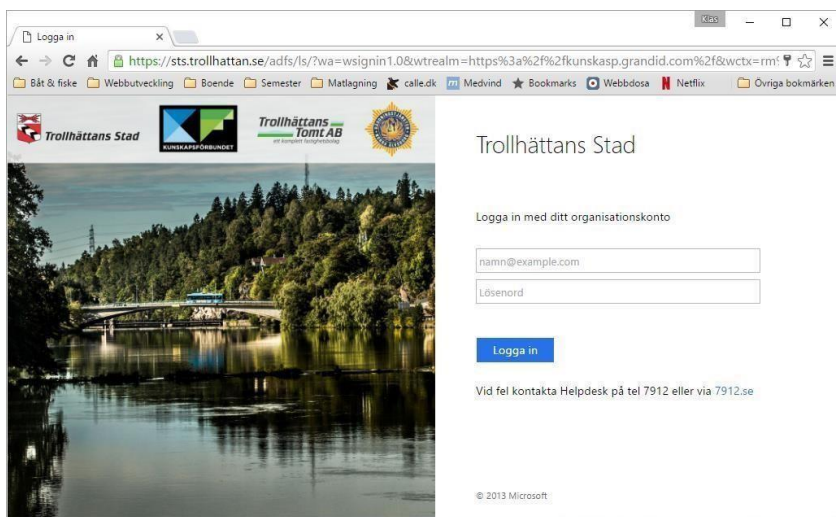 Klas
Logga in
https://sts.trollhattan.se/adfs/ls/?wa=wsignin1.0&wtrealm=https%3a%2f%2fkunskasp.grandid.com%2f&wctx=rm%
Båt & fiske Webbutveckling Boende Semester Matlagning calle.dk Medvind Bookmarks Webbdosa Netflix Övriga bokmärken
Trollhättans Stad
KUNSKAPSFÖRBUNDET
Trollhättans
Tomt AB
ett komplett fastighetsbolag
Trollhättans Stad
Logga in med ditt organisationskonto
namn@example.com
Lösenord
Logga in
Vid fel kontakta Helpdesk på tel 7912 eller via 7912.se
© 2013 Microsoft